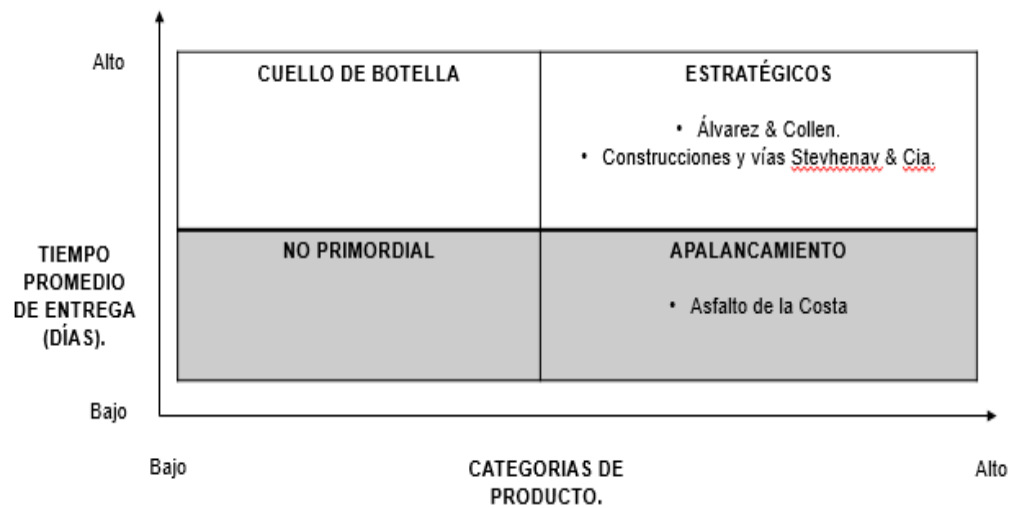 Alto
CUELLO DE BOTELLA
ESTRATÉGICOS
• Álvarez & Collen.
• Construcciones y vías Stevhenav & Cia.
TIEMPO
PROMEDIO
DE ENTREGA
(DÍAS).
NO PRIMORDIAL
APALANCAMIENTO
• Asfalto de la Costa
Bajo
Bajo
CATEGORIAS DE
PRODUCTO.
Alto